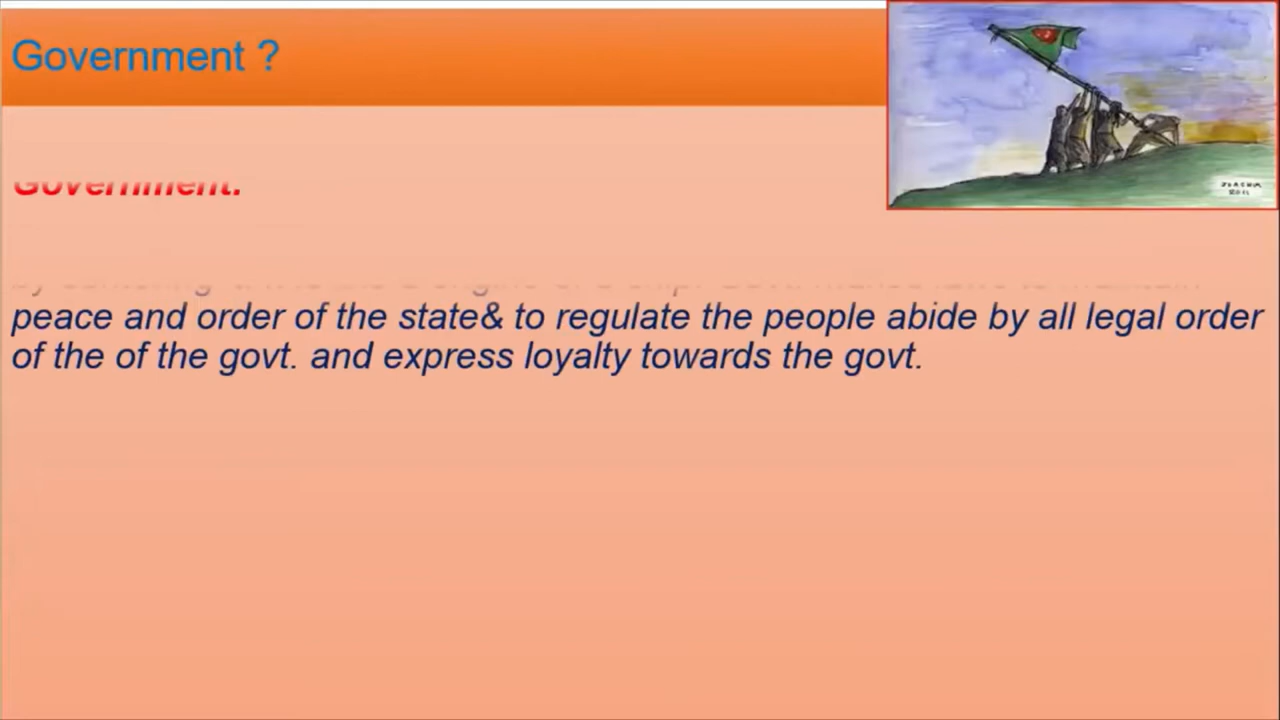 Government ?
Government.
peace and order of the state& to regulate the people abide by all legal order
of the of the govt. and express loyalty towards the govt.